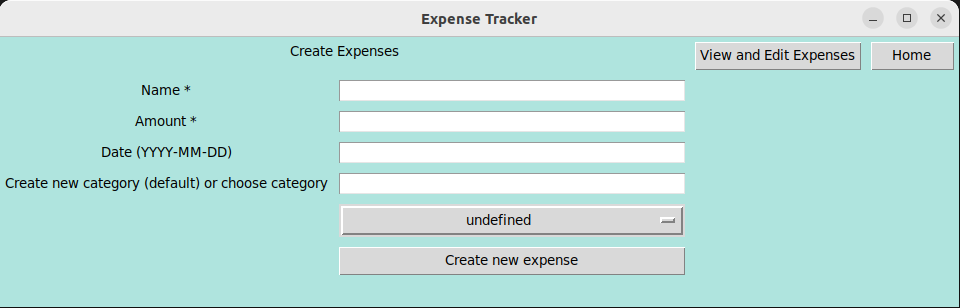 Expense Tracker
Create Expenses
View and Edit Expenses
Home
Name *
Amount *
Date (YYYY-MM-DD)
Create new category (default) or choose category
undefined
Create new expense